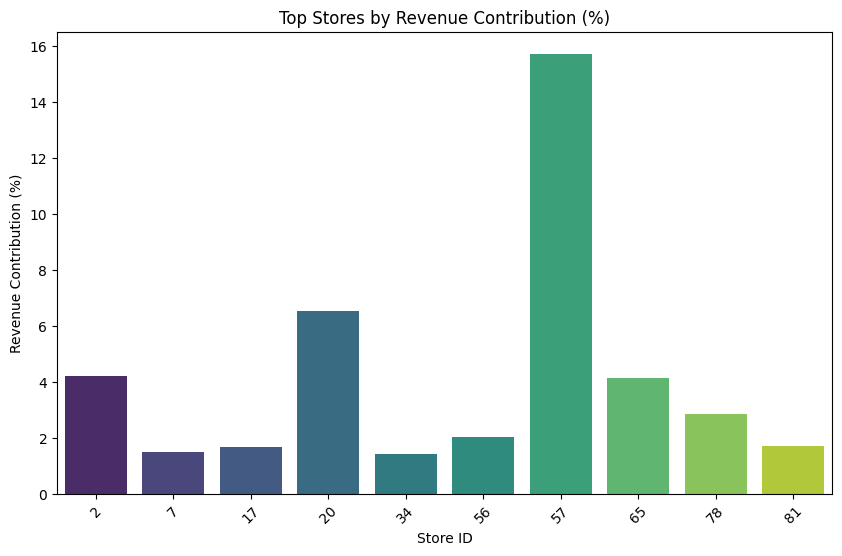 Top Stores by Revenue Contribution (%)
Revenue Contribution (%)
16
14
12
10
8
6
4
2
0
2 7 17 20 34 56 57 65 78 81
Store ID